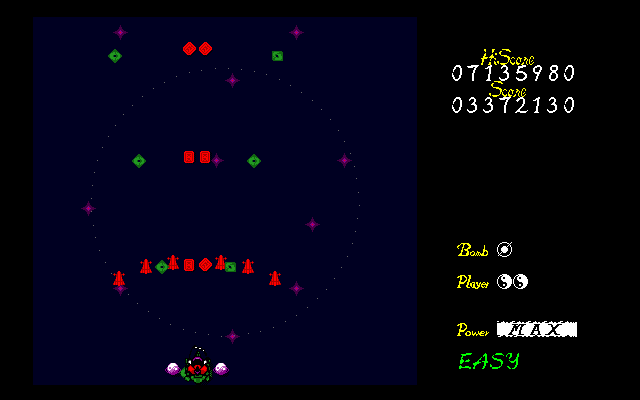 HiScore
07135980
Score
03372130
Bomb
Player
Power MAX
EASY